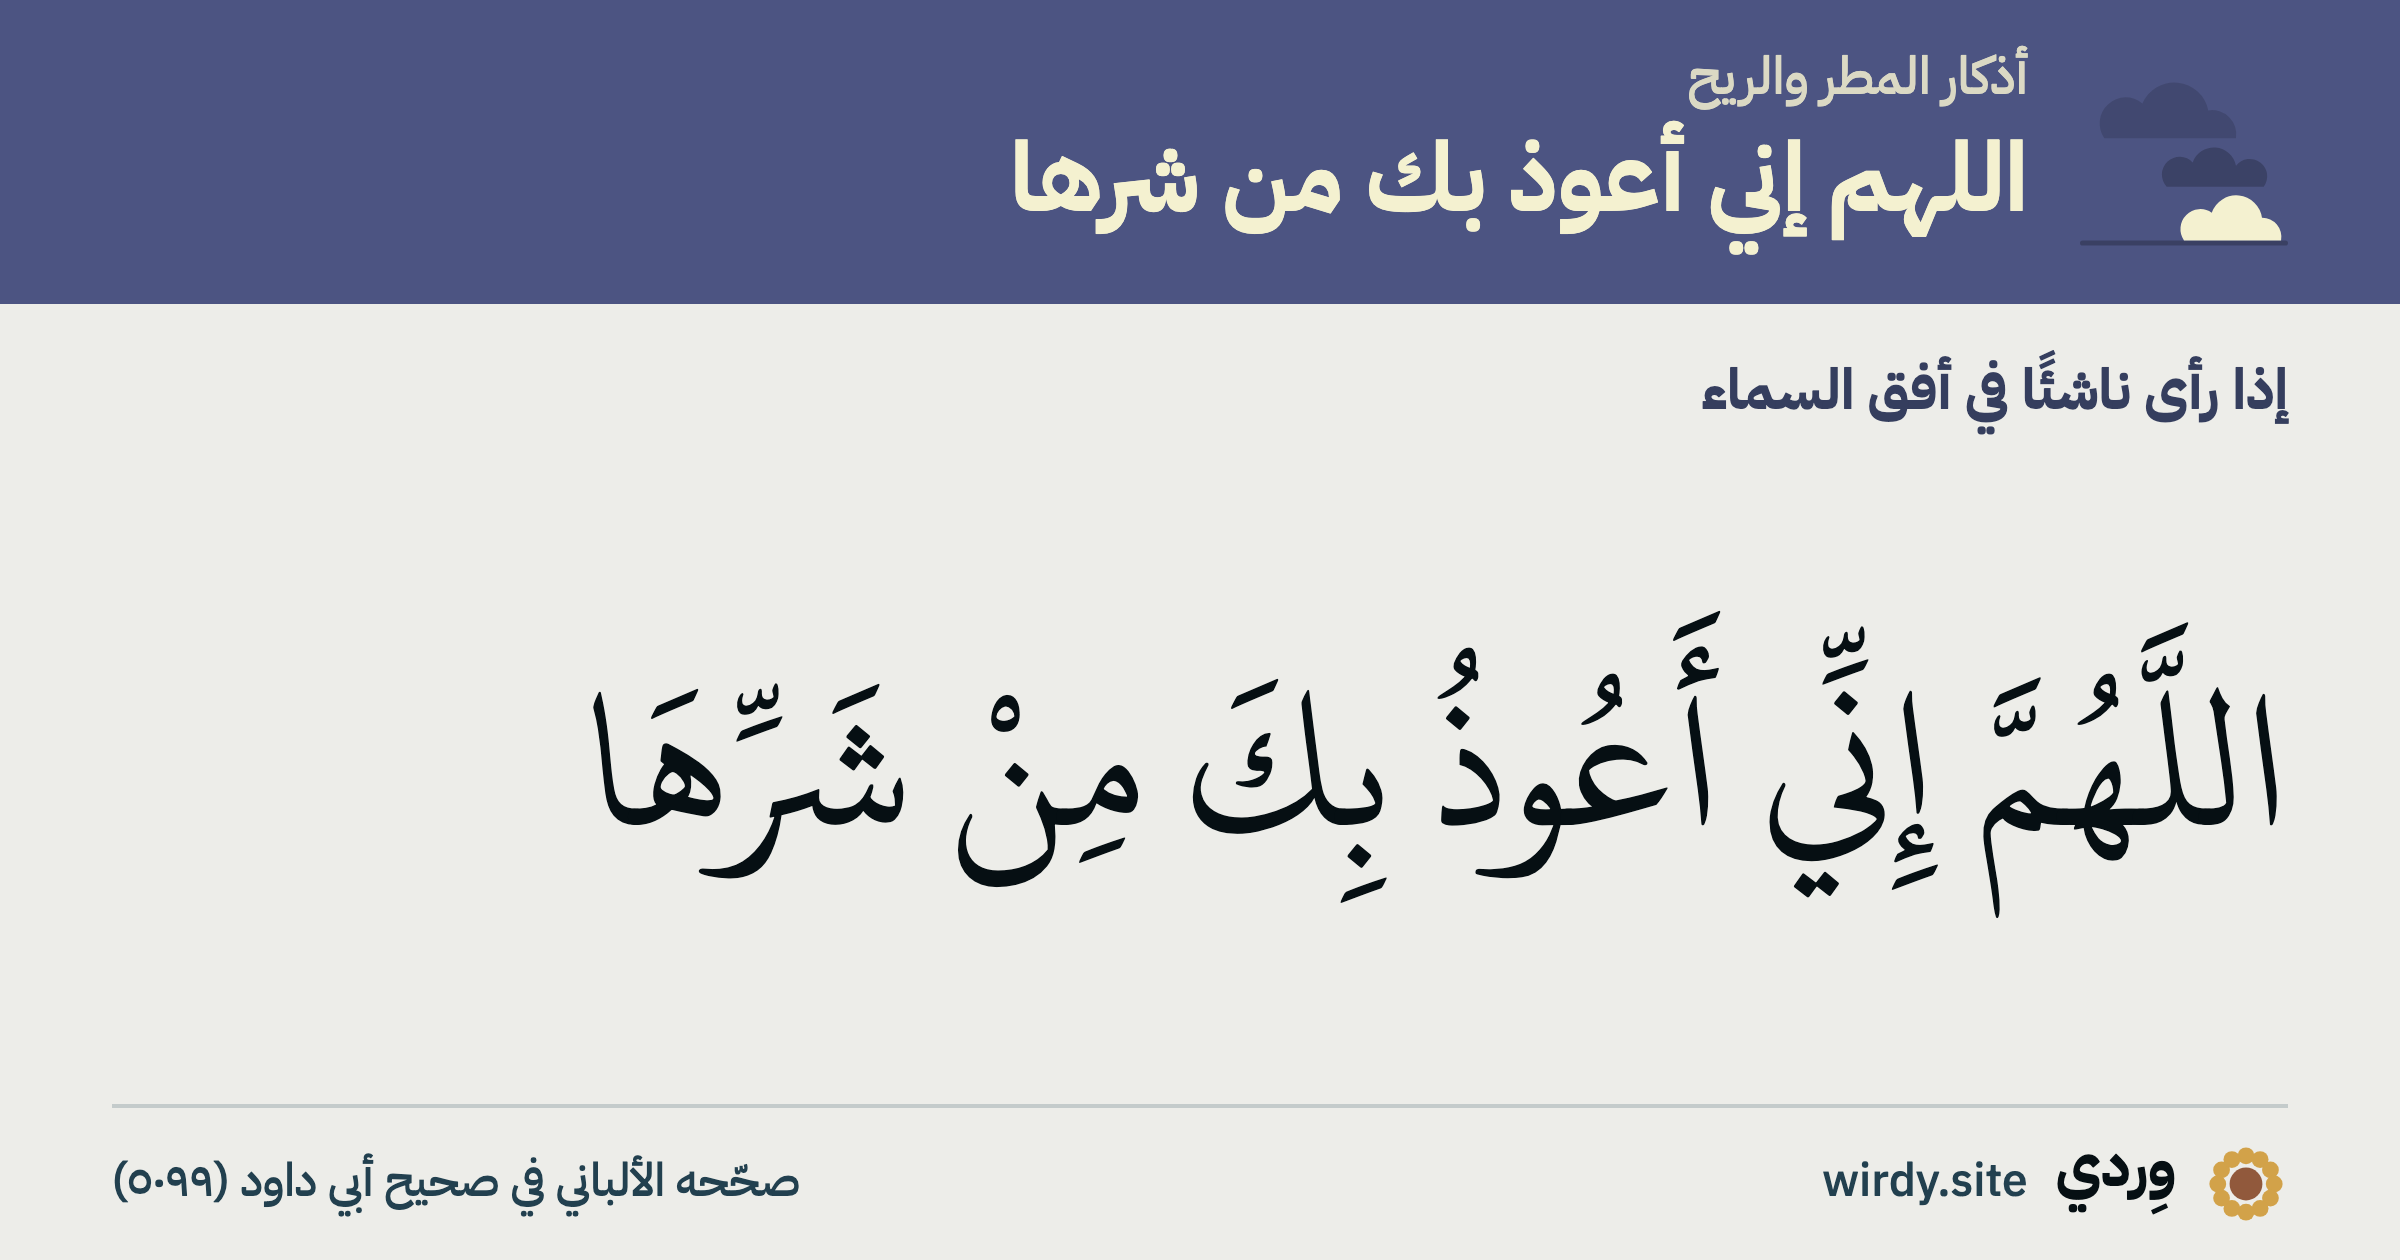 أذكار المطر والريح
اللهم إني أعوذ بك من شرها
إذا رأى ناشئًا في أفق السماء
اللَّهُمَّ إِنِّي أَعُوذُ بِكَ مِنْ شَرِّهَا
وِردي wirdy.site
صحّحه الألباني في صحيح أبي داود (٥٠٩٩)